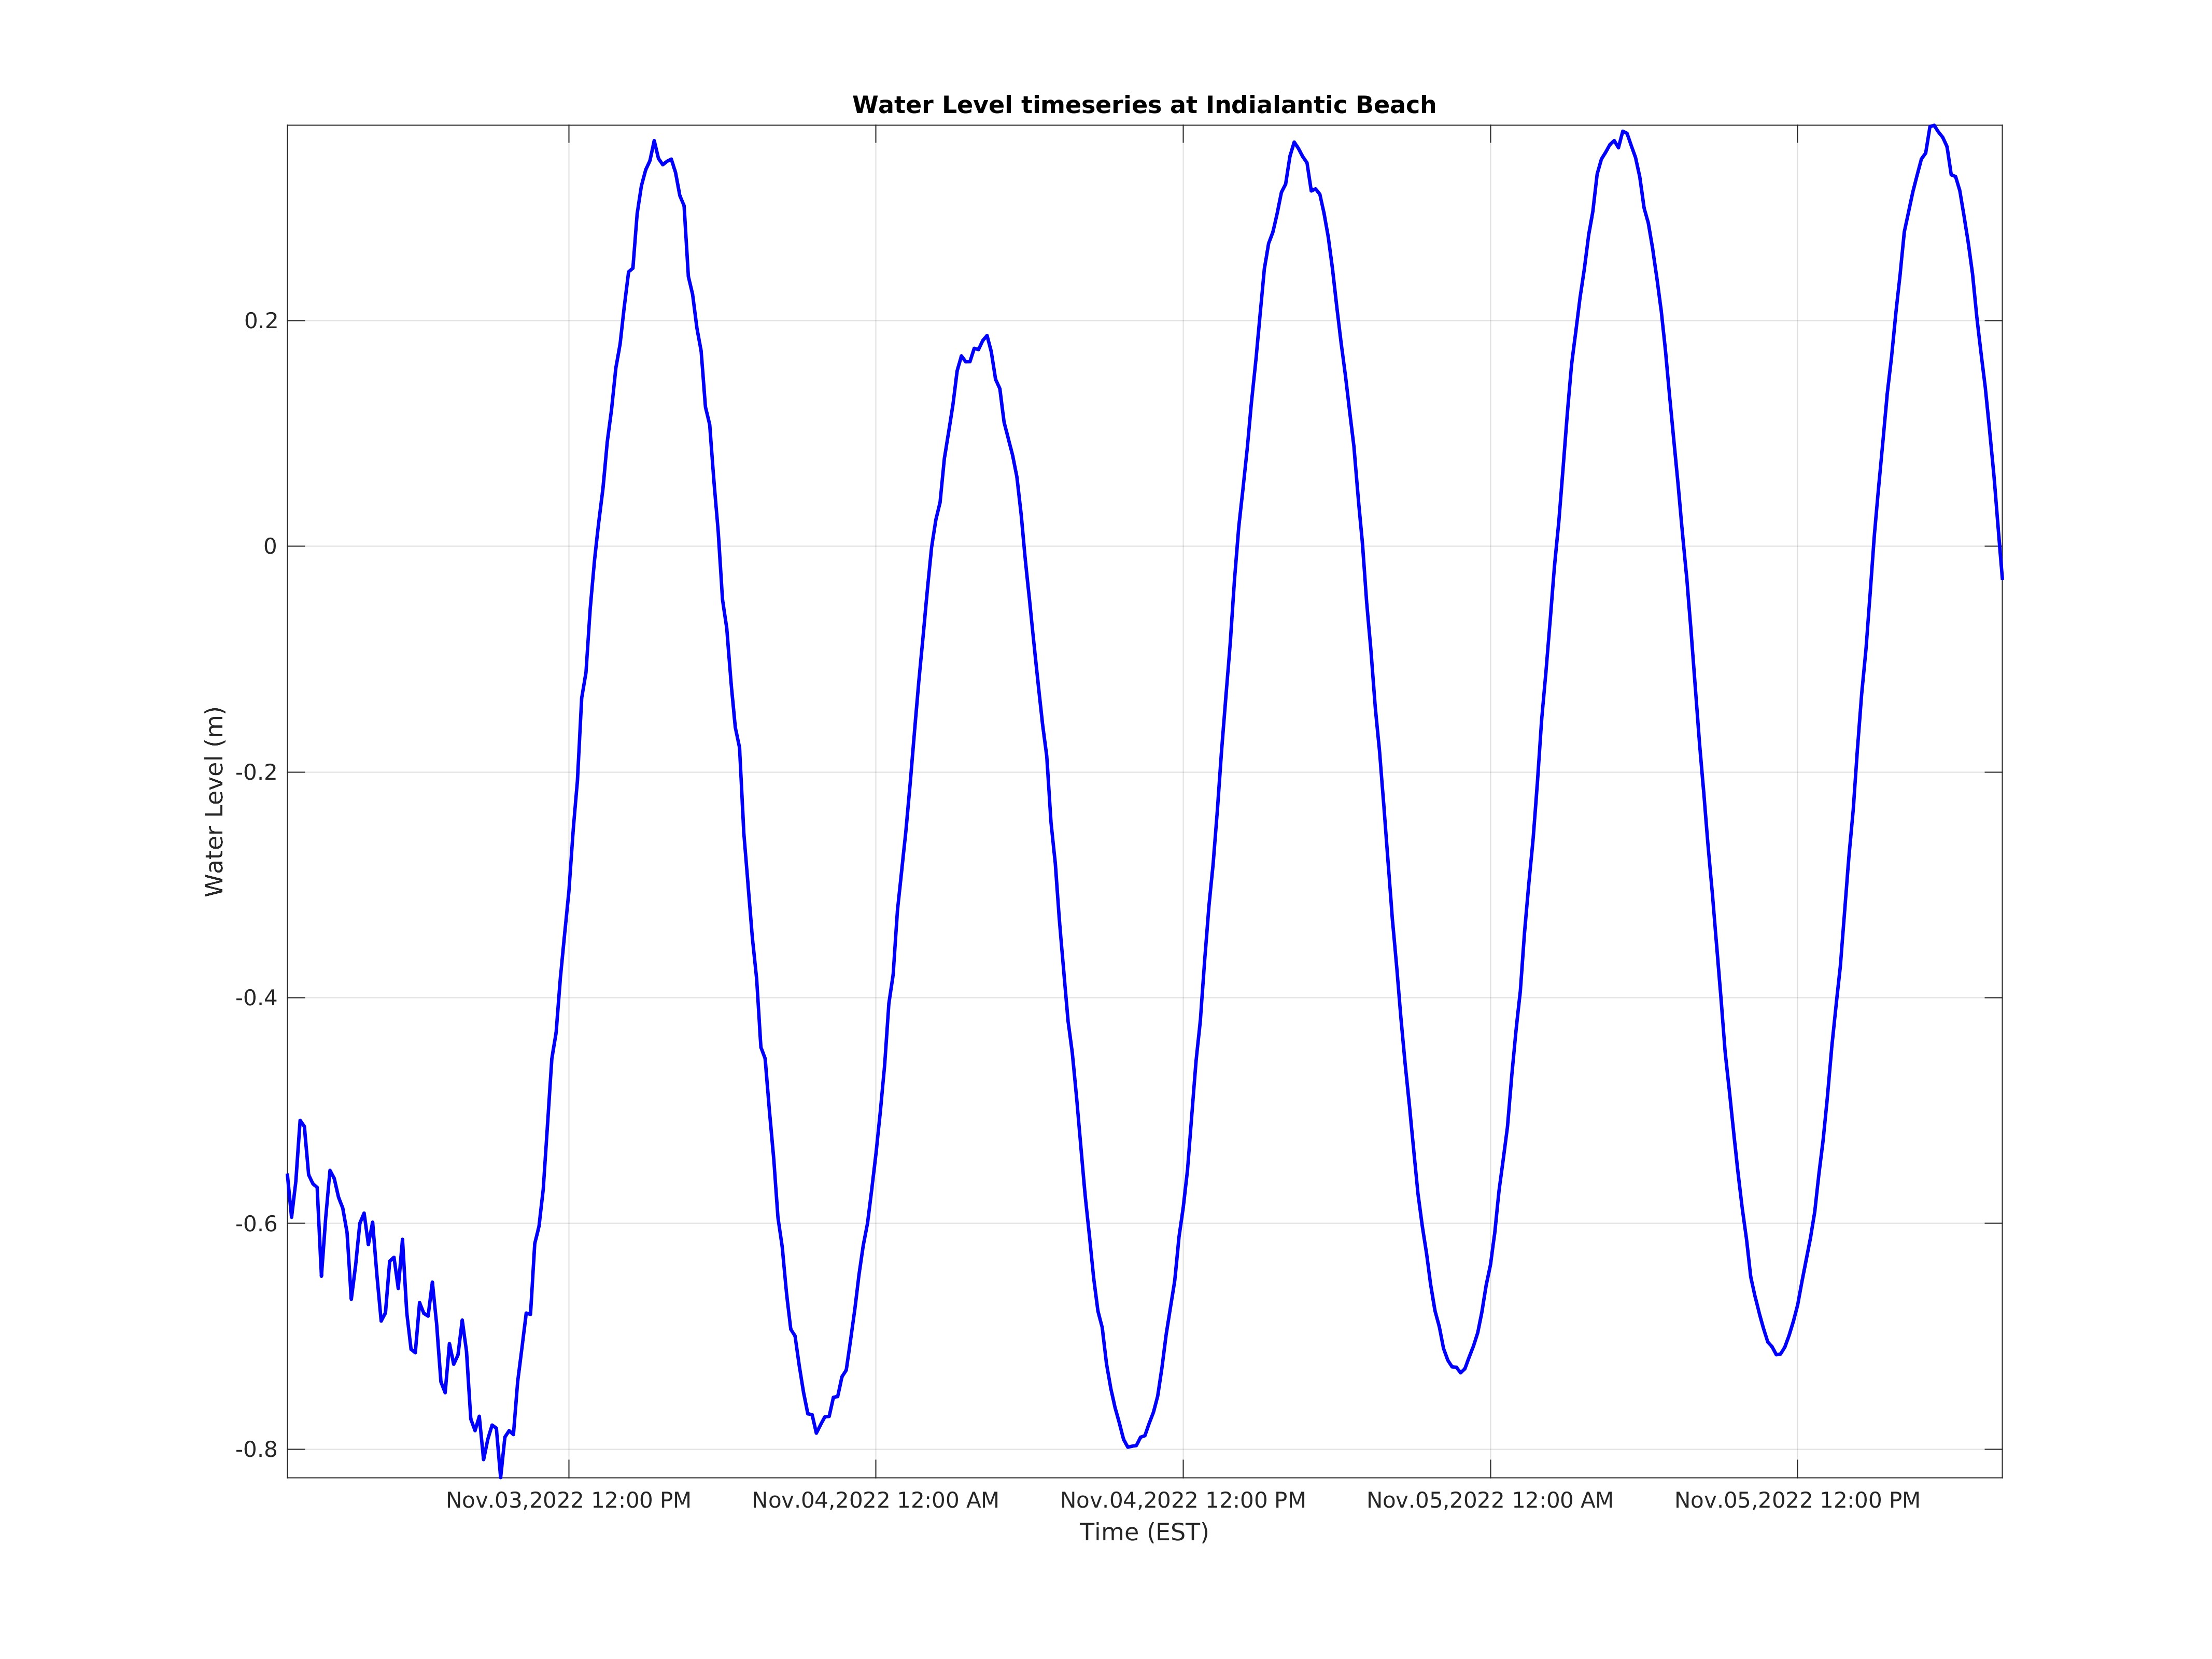 Water Level timeseries at Indialantic Beach
0.2
0
-0.2
-0.4
-0.6
-0.8
Water Level (m)
Nov.03,2022 12:00 PM
Nov.04,2022 12:00 AM
Nov.04,2022 12:00 PM
Nov.05,2022 12:00 AM
Nov.05,2022 12:00 PM
Time (EST)